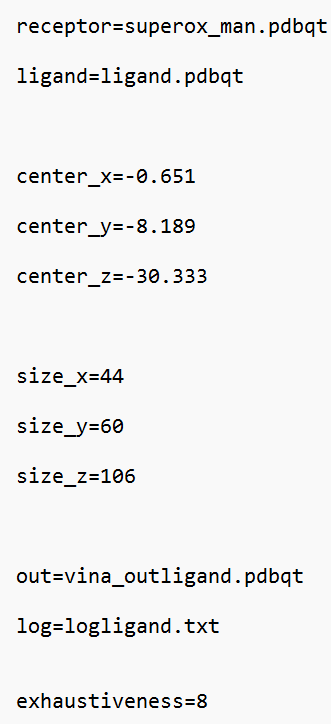 receptor=superox_man.pdbqt
ligand=ligand.pdbqt
center_x=-0.651
center_y=-8.189
center_z=-30.333
size_x=44
size_y=60
size_z=106
out=vina_outligand.pdbqt
log=logligand.txt
exhaustiveness=8